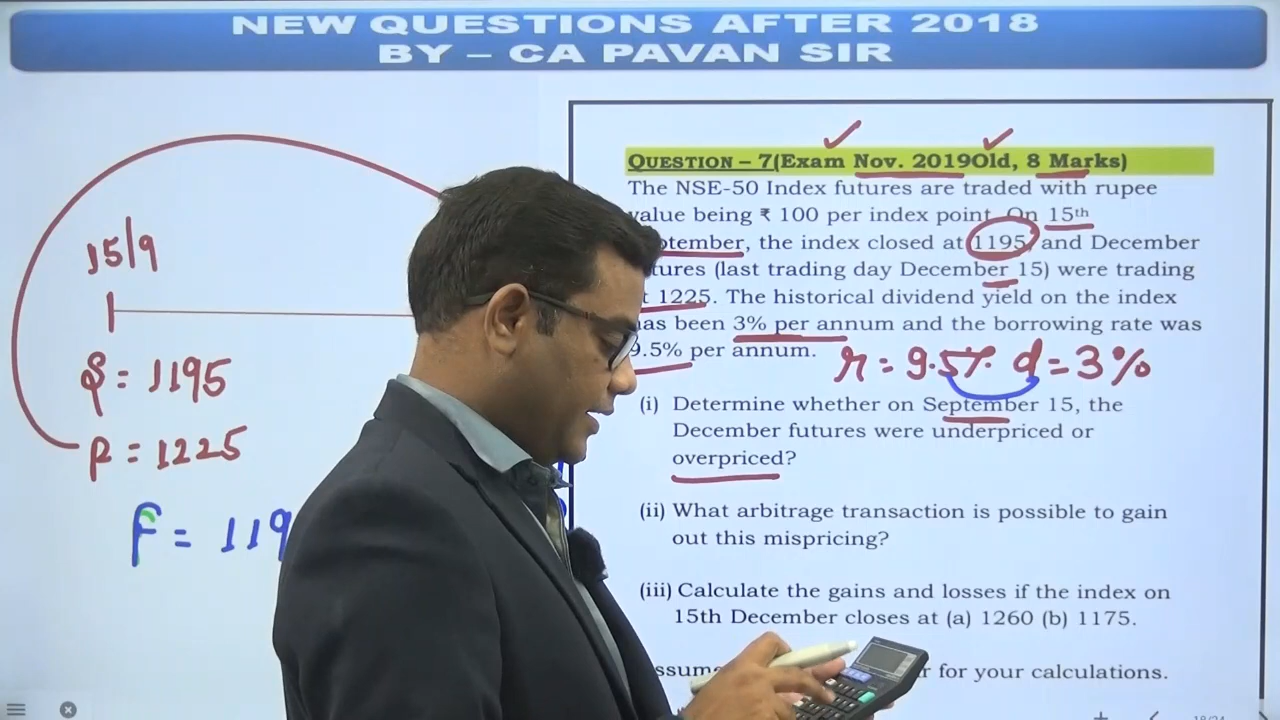 NEW QUESTIONS AFTER 2018
BY – CA PAVAN SIR
QUESTION – 7(Exam Nov. 2019Old, 8 Marks)
The NSE-50 Index futures are traded with rupee
value being ₹ 100 per index point. On 15th
ptember, the index closed at 1195, and December
tures (last trading day December 15) were trading
t 1225. The historical dividend yield on the index
as been 3% per annum and the borrowing rate was
9.5% per annum.
r = 9.5% d = 3%
(i) Determine whether on September 15, the
December futures were underpriced or
overpriced?
(ii) What arbitrage transaction is possible to gain
out this mispricing?
(iii) Calculate the gains and losses if the index on
15th December closes at (a) 1260 (b) 1175.
ssum r for your calculations.
15/9
S = 1195
P = 1225
F = 119